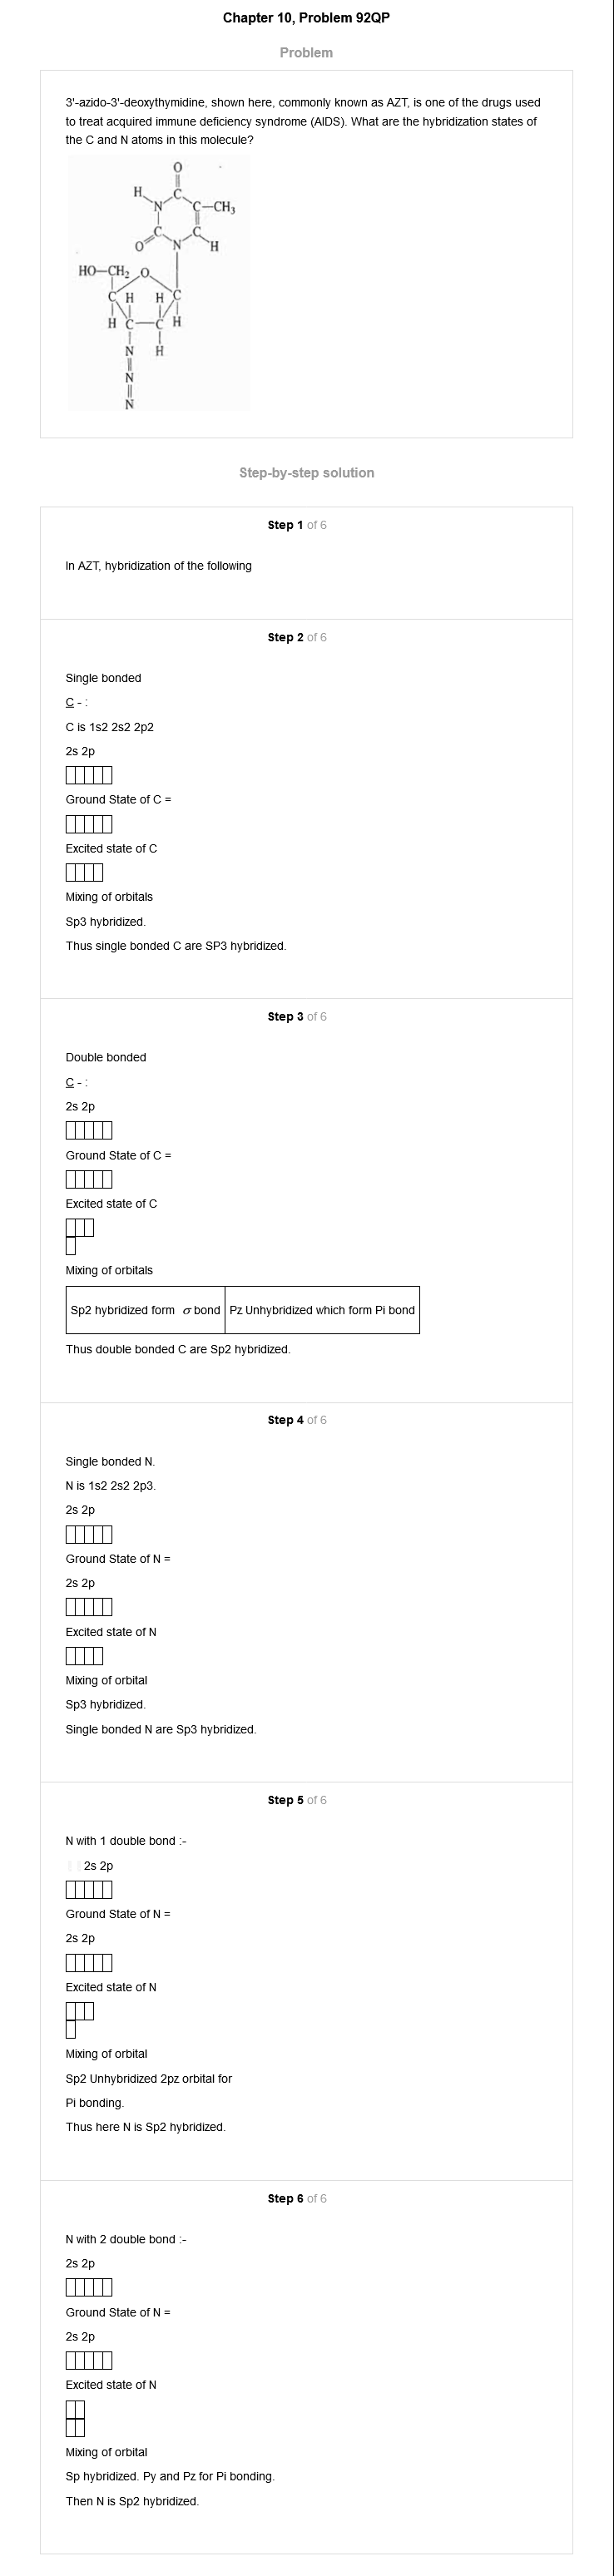 Chapter 10, Problem 92QP
Problem
3'-azido-3'-deoxythymidine, shown here, commonly known as AZT, is one of the drugs used
to treat acquired immune deficiency syndrome (AIDS). What are the hybridization states of
the C and N atoms in this molecule?
O
H C
N C—CH3
C C
O N H
HO—CH2 O
C H H C
H C—C H
N H
N
N
Step-by-step solution
Step 1 of 6
In AZT, hybridization of the following
Step 2 of 6
Single bonded
C - :
C is 1s2 2s2 2p2
2s 2p
Ground State of C =
Excited state of C
Mixing of orbitals
Sp3 hybridized.
Thus single bonded C are SP3 hybridized.
Step 3 of 6
Double bonded
C - :
2s 2p
Ground State of C =
Excited state of C
Mixing of orbitals
Sp2 hybridized form σ bond Pz Unhybridized which form Pi bond
Thus double bonded C are Sp2 hybridized.
Step 4 of 6
Single bonded N.
N is 1s2 2s2 2p3.
2s 2p
Ground State of N =
2s 2p
Excited state of N
Mixing of orbital
Sp3 hybridized.
Single bonded N are Sp3 hybridized.
Step 5 of 6
N with 1 double bond :-
2s 2p
Ground State of N =
2s 2p
Excited state of N
Mixing of orbital
Sp2 Unhybridized 2pz orbital for
Pi bonding.
Thus here N is Sp2 hybridized.
Step 6 of 6
N with 2 double bond :-
2s 2p
Ground State of N =
2s 2p
Excited state of N
Mixing of orbital
Sp hybridized. Py and Pz for Pi bonding.
Then N is Sp2 hybridized.